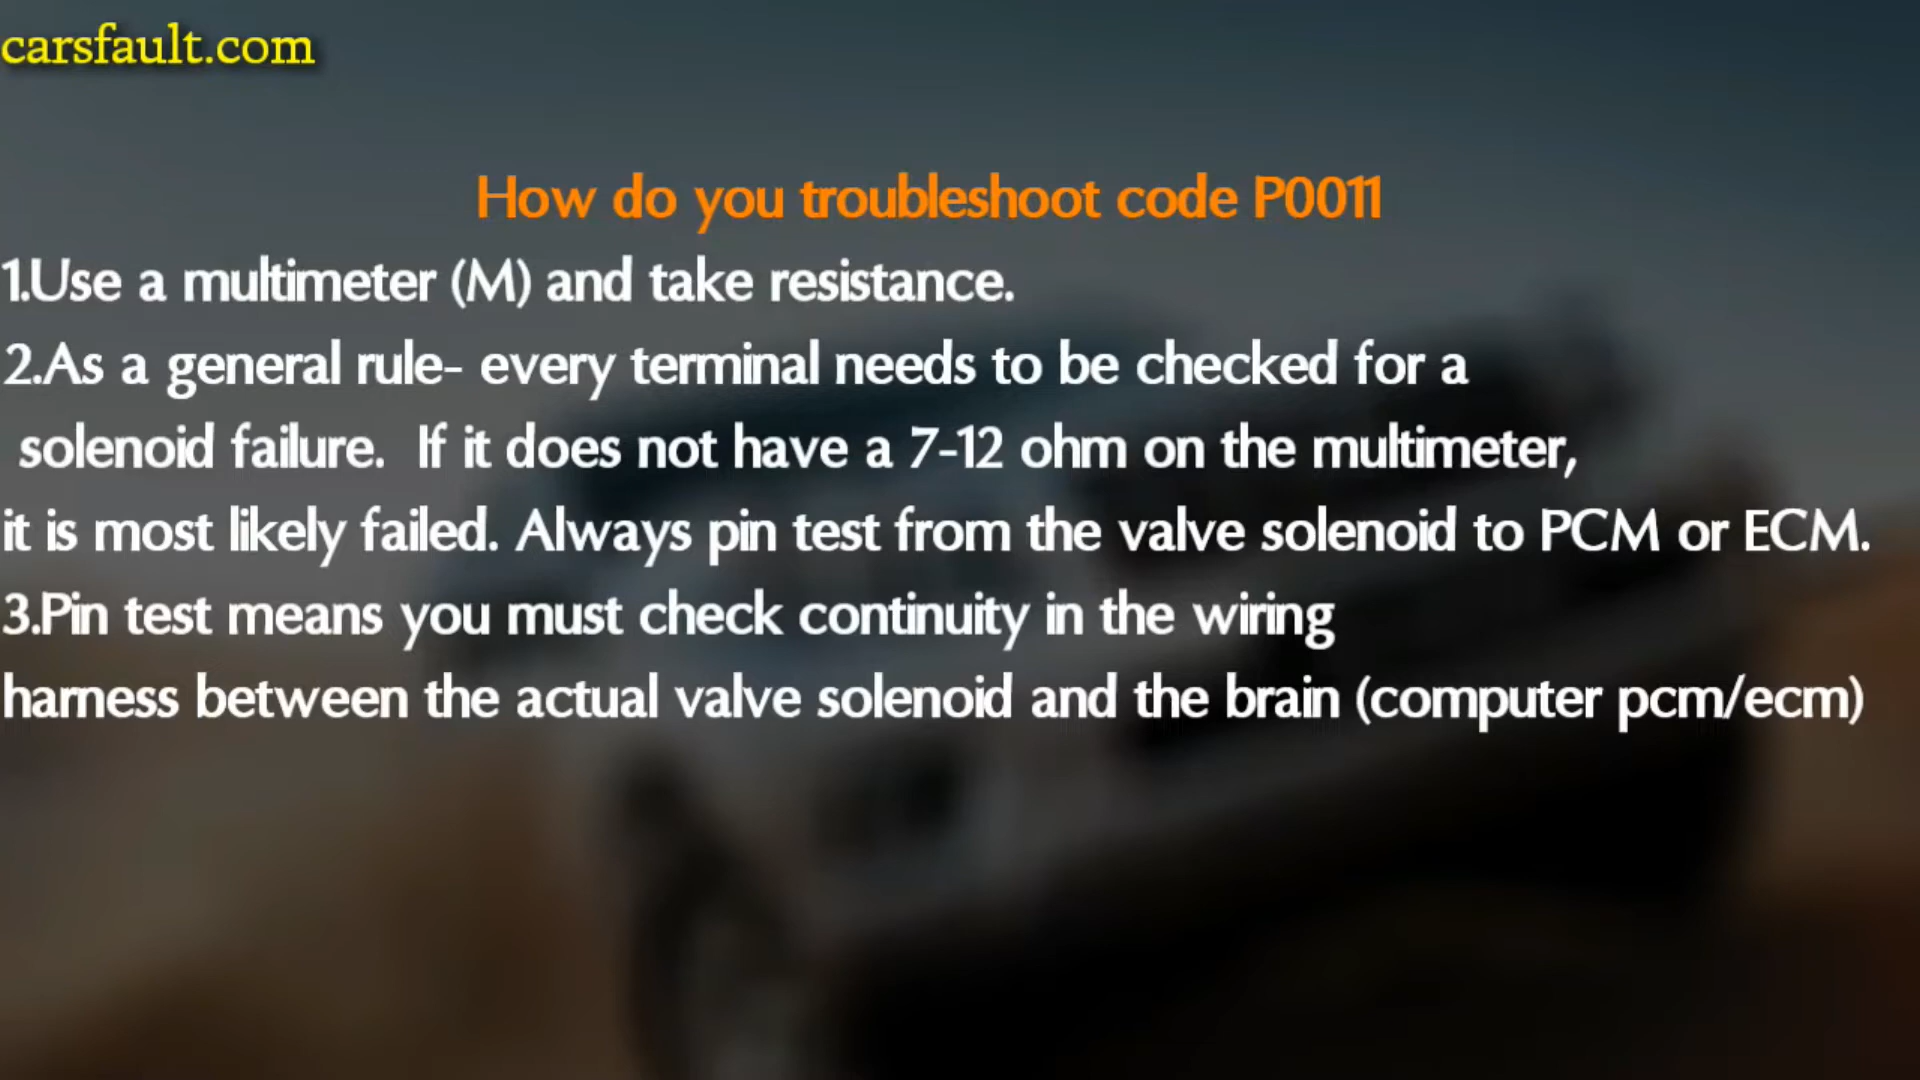 carsfault.com
How do you troubleshoot code P0011
1.Use a multimeter (M) and take resistance.
2.As a general rule- every terminal needs to be checked for a
solenoid failure.  If it does not have a 7-12 ohm on the multimeter,
it is most likely failed. Always pin test from the valve solenoid to PCM or ECM.
3.Pin test means you must check continuity in the wiring
harness between the actual valve solenoid and the brain (computer pcm/ecm)